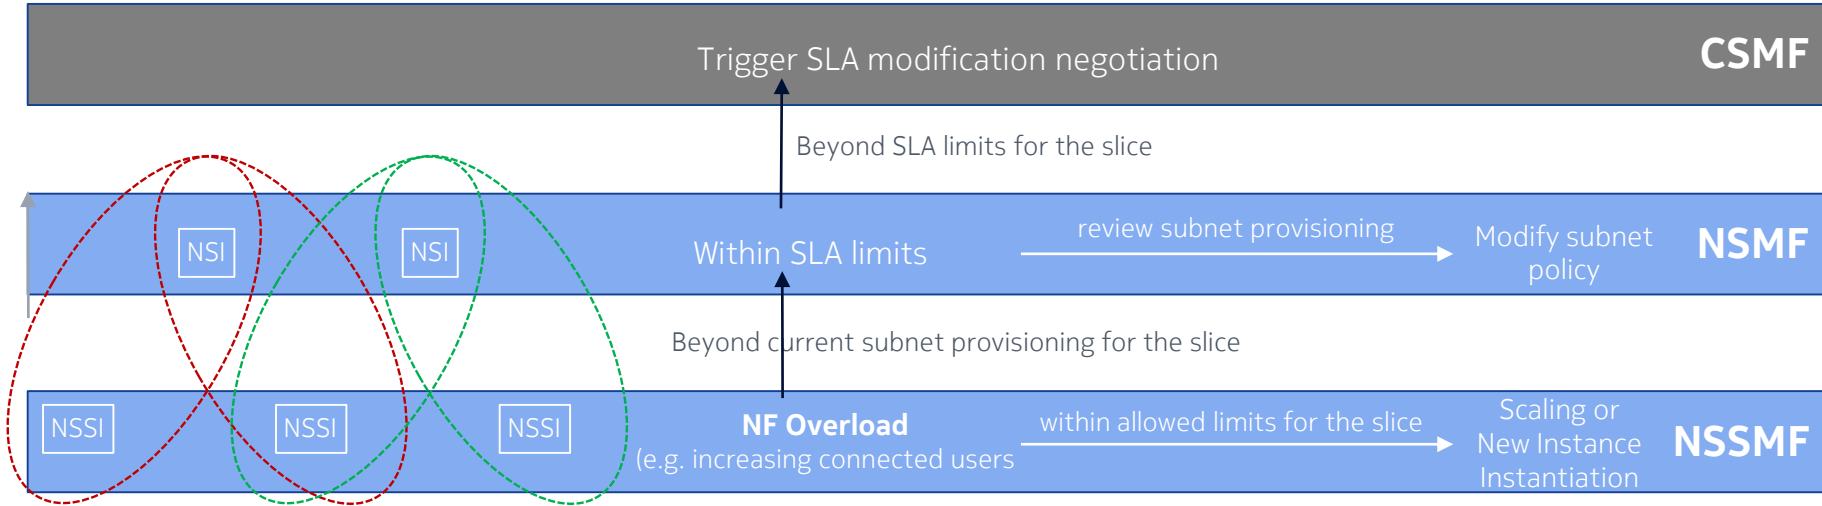 Trigger SLA modification negotiation
CSMF
Beyond SLA limits for the slice
NSI
NSI
Within SLA limits
review subnet provisioning
Modify subnet
policy
NSMF
Beyond current subnet provisioning for the slice
NSSI
NSSI
NSSI
NF Overload
(e.g. increasing connected users
within allowed limits for the slice
Scaling or
New Instance
Instantiation
NSSMF